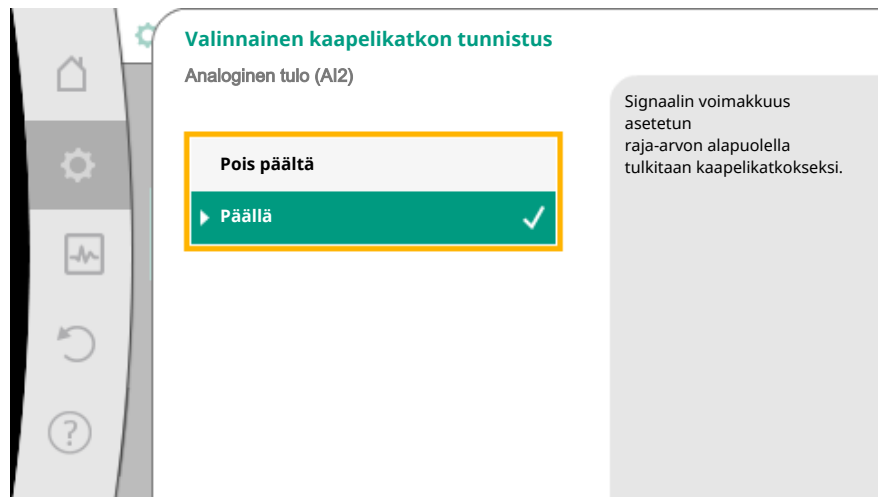 Valinnainen kaapelikatkon tunnistus
Analoginen tulo (AI2)
Pois päältä
Päällä
Signaalin voimakkuus
asetetun
raja-arvon alapuolella
tulkitaan kaapelikatkokseksi.
?